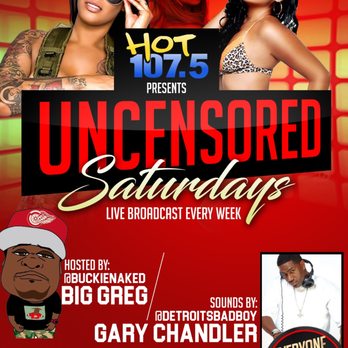 HOT
107.5
PRESENTS
UNCENSORED
Saturdays
LIVE BROADCAST EVERY WEEK
HOSTED BY:
@BUCKIENAKED
BIG GREG
SOUNDS BY:
@DETROITSBADBOY
GARY CHANDLER